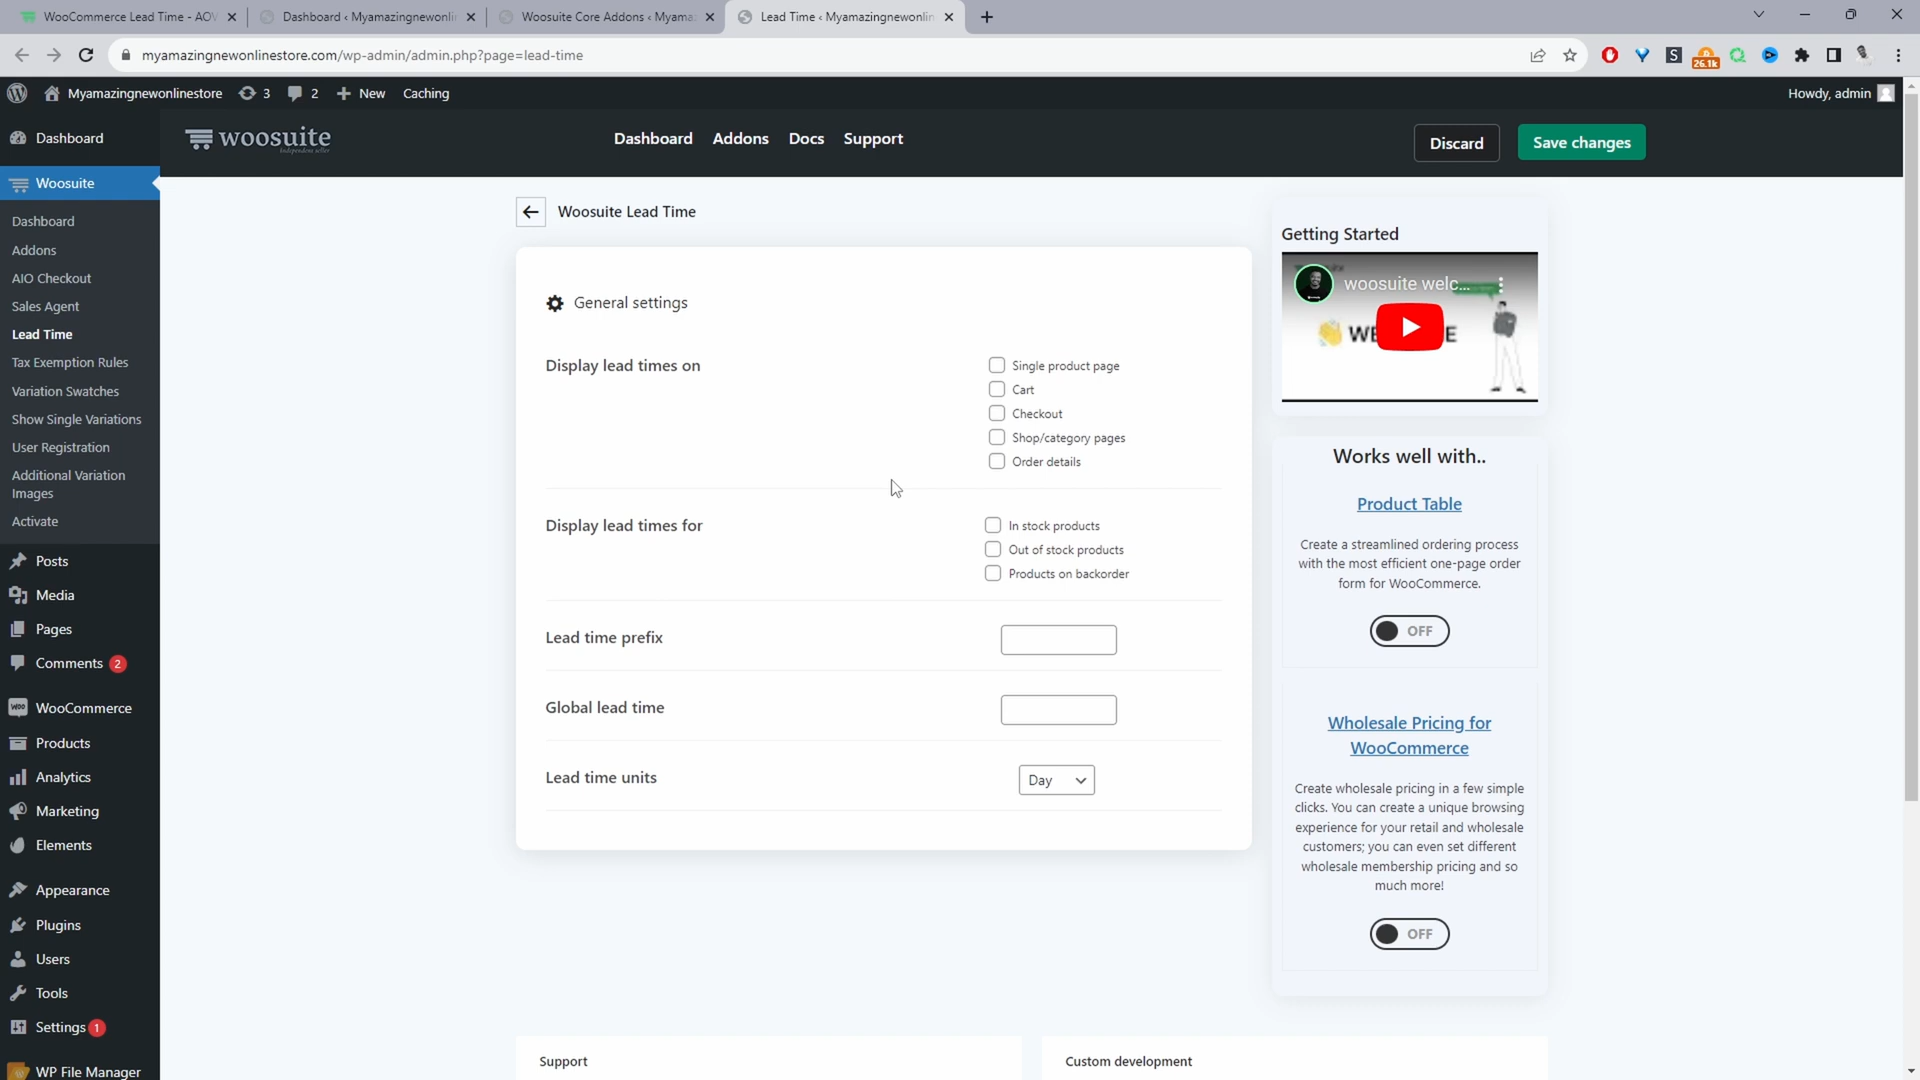 WooCommerce Lead Time - AOV
Dashboard ‹ Myamazingnewonlin
Woosuite Core Addons ‹ Myama
Lead Time ‹ Myamazingnewonlin
myamazingnewonlinestore.com/wp-admin/admin.php?page=lead-time
26.1k
Myamazingnewonlinestore
3
2
New
Caching
Howdy, admin
Dashboard
woosuite
Independent seller
Dashboard
Addons
Docs
Support
Discard
Save changes
Woosuite
Dashboard
Addons
AIO Checkout
Sales Agent
Lead Time
Tax Exemption Rules
Variation Swatches
Show Single Variations
User Registration
Additional Variation
Images
Activate
Posts
Media
Pages
Comments 2
WooCommerce
Products
Analytics
Marketing
Elements
Appearance
Plugins
Users
Tools
Settings 1
WP File Manager
Woosuite Lead Time
General settings
Display lead times on
Single product page
Cart
Checkout
Shop/category pages
Order details
Display lead times for
In stock products
Out of stock products
Products on backorder
Lead time prefix
Global lead time
Lead time units
Day
Getting Started
woosuite welc...
Works well with..
Product Table
Create a streamlined ordering process
with the most efficient one-page order
form for WooCommerce.
OFF
Wholesale Pricing for
WooCommerce
Create wholesale pricing in a few simple
clicks. You can create a unique browsing
experience for your retail and wholesale
customers; you can even set different
wholesale membership pricing and so
much more!
OFF
Support
Custom development